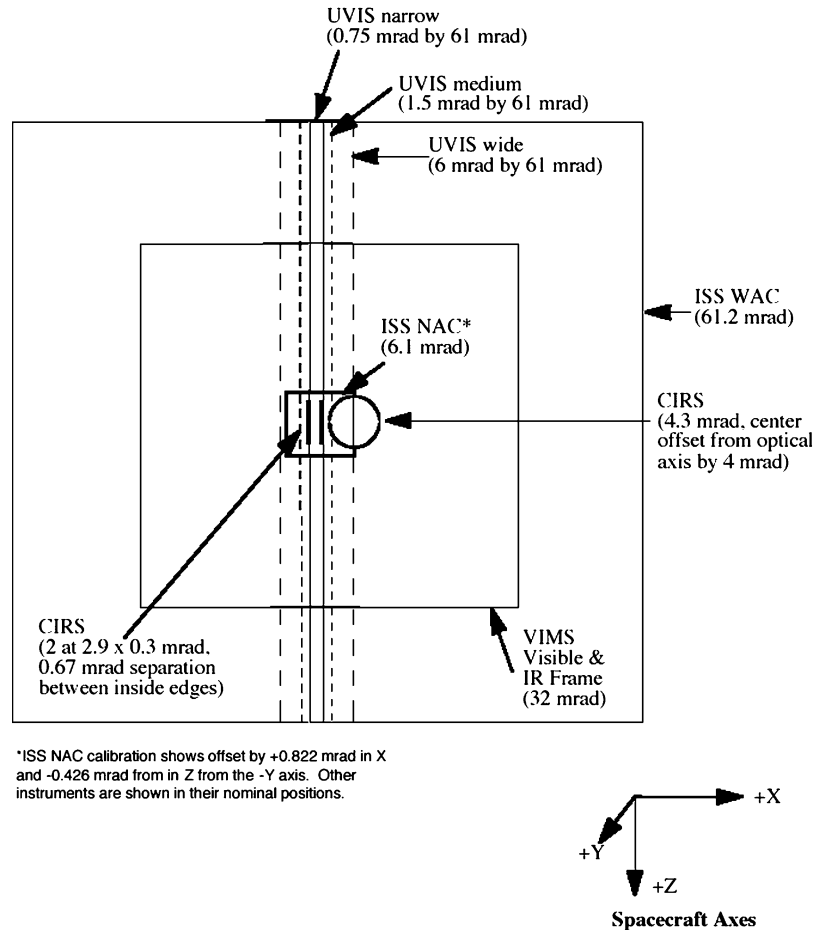 UVIS narrow
(0.75 mrad by 61 mrad)
UVIS medium
(1.5 mrad by 61 mrad)
UVIS wide
(6 mrad by 61 mrad)
ISS WAC
(61.2 mrad)
ISS NAC*
(6.1 mrad)
CIRS
(4.3 mrad, center
offset from optical
axis by 4 mrad)
CIRS
(2 at 2.9 x 0.3 mrad,
0.67 mrad separation
between inside edges)
VIMS
Visible &
IR Frame
(32 mrad)
*ISS NAC calibration shows offset by +0.822 mrad in X
and -0.426 mrad from in Z from the -Y axis. Other
instruments are shown in their nominal positions.
+X
+Y
+Z
Spacecraft Axes